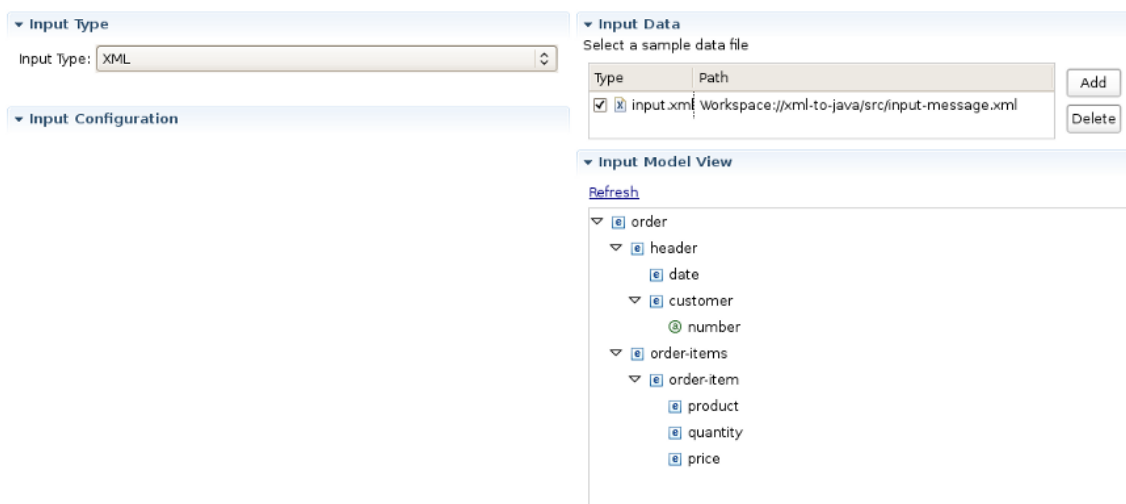 Input Type
Input Type: XML
Input Configuration
Input Data
Select a sample data file
Type Path
input.xml Workspace://xml-to-java/src/input-message.xml
Add
Delete
Input Model View
Refresh
e order
e header
e date
e customer
a number
e order-items
e order-item
e product
e quantity
e price